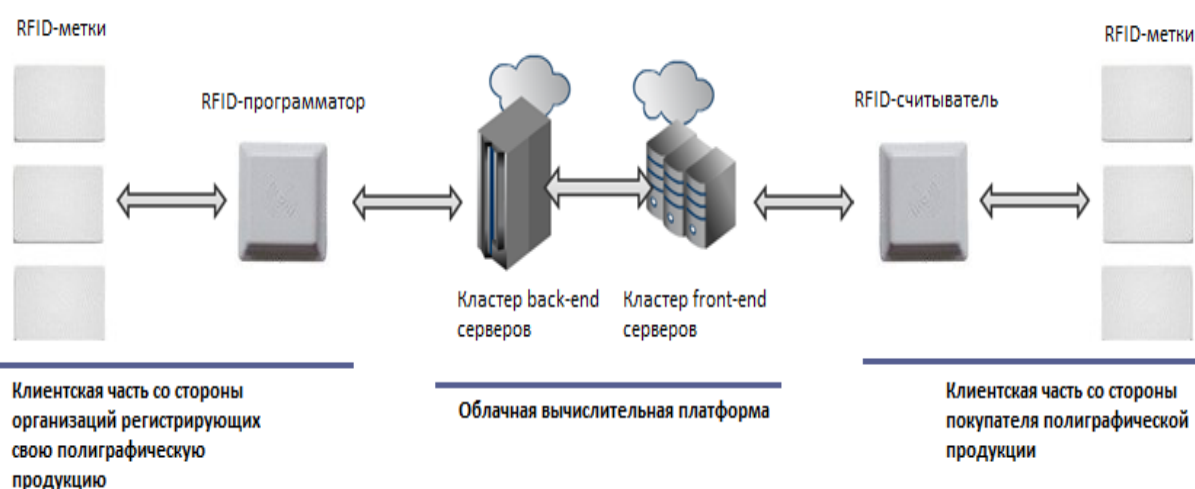 RFID-метки
RFID-программатор
RFID-считыватель
RFID-метки
Кластер back-end
серверов
Кластер front-end
серверов
Клиентская часть со стороны
организаций регистрирующих
свою полиграфическую
продукцию
Облачная вычислительная платформа
Клиентская часть со стороны
покупателя полиграфической
продукции